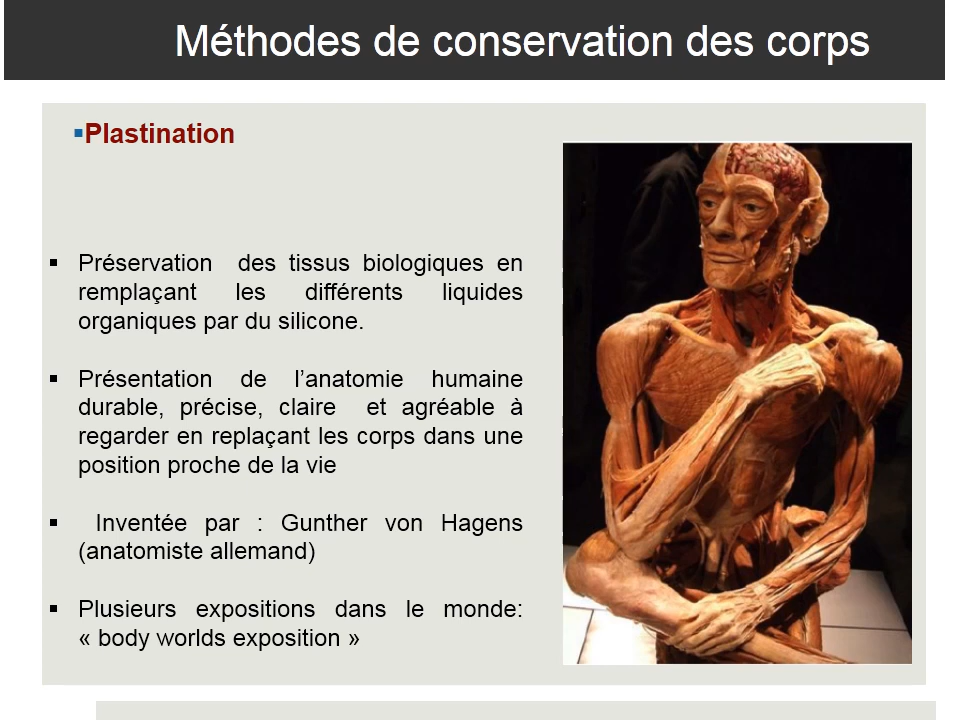 Méthodes de conservation des corps
▪Plastination
▪ Préservation des tissus biologiques en
remplaçant les différents liquides
organiques par du silicone.
▪ Présentation de l’anatomie humaine
durable, précise, claire et agréable à
regarder en replaçant les corps dans une
position proche de la vie
▪ Inventée par : Gunther von Hagens
(anatomiste allemand)
▪ Plusieurs expositions dans le monde:
« body worlds exposition »